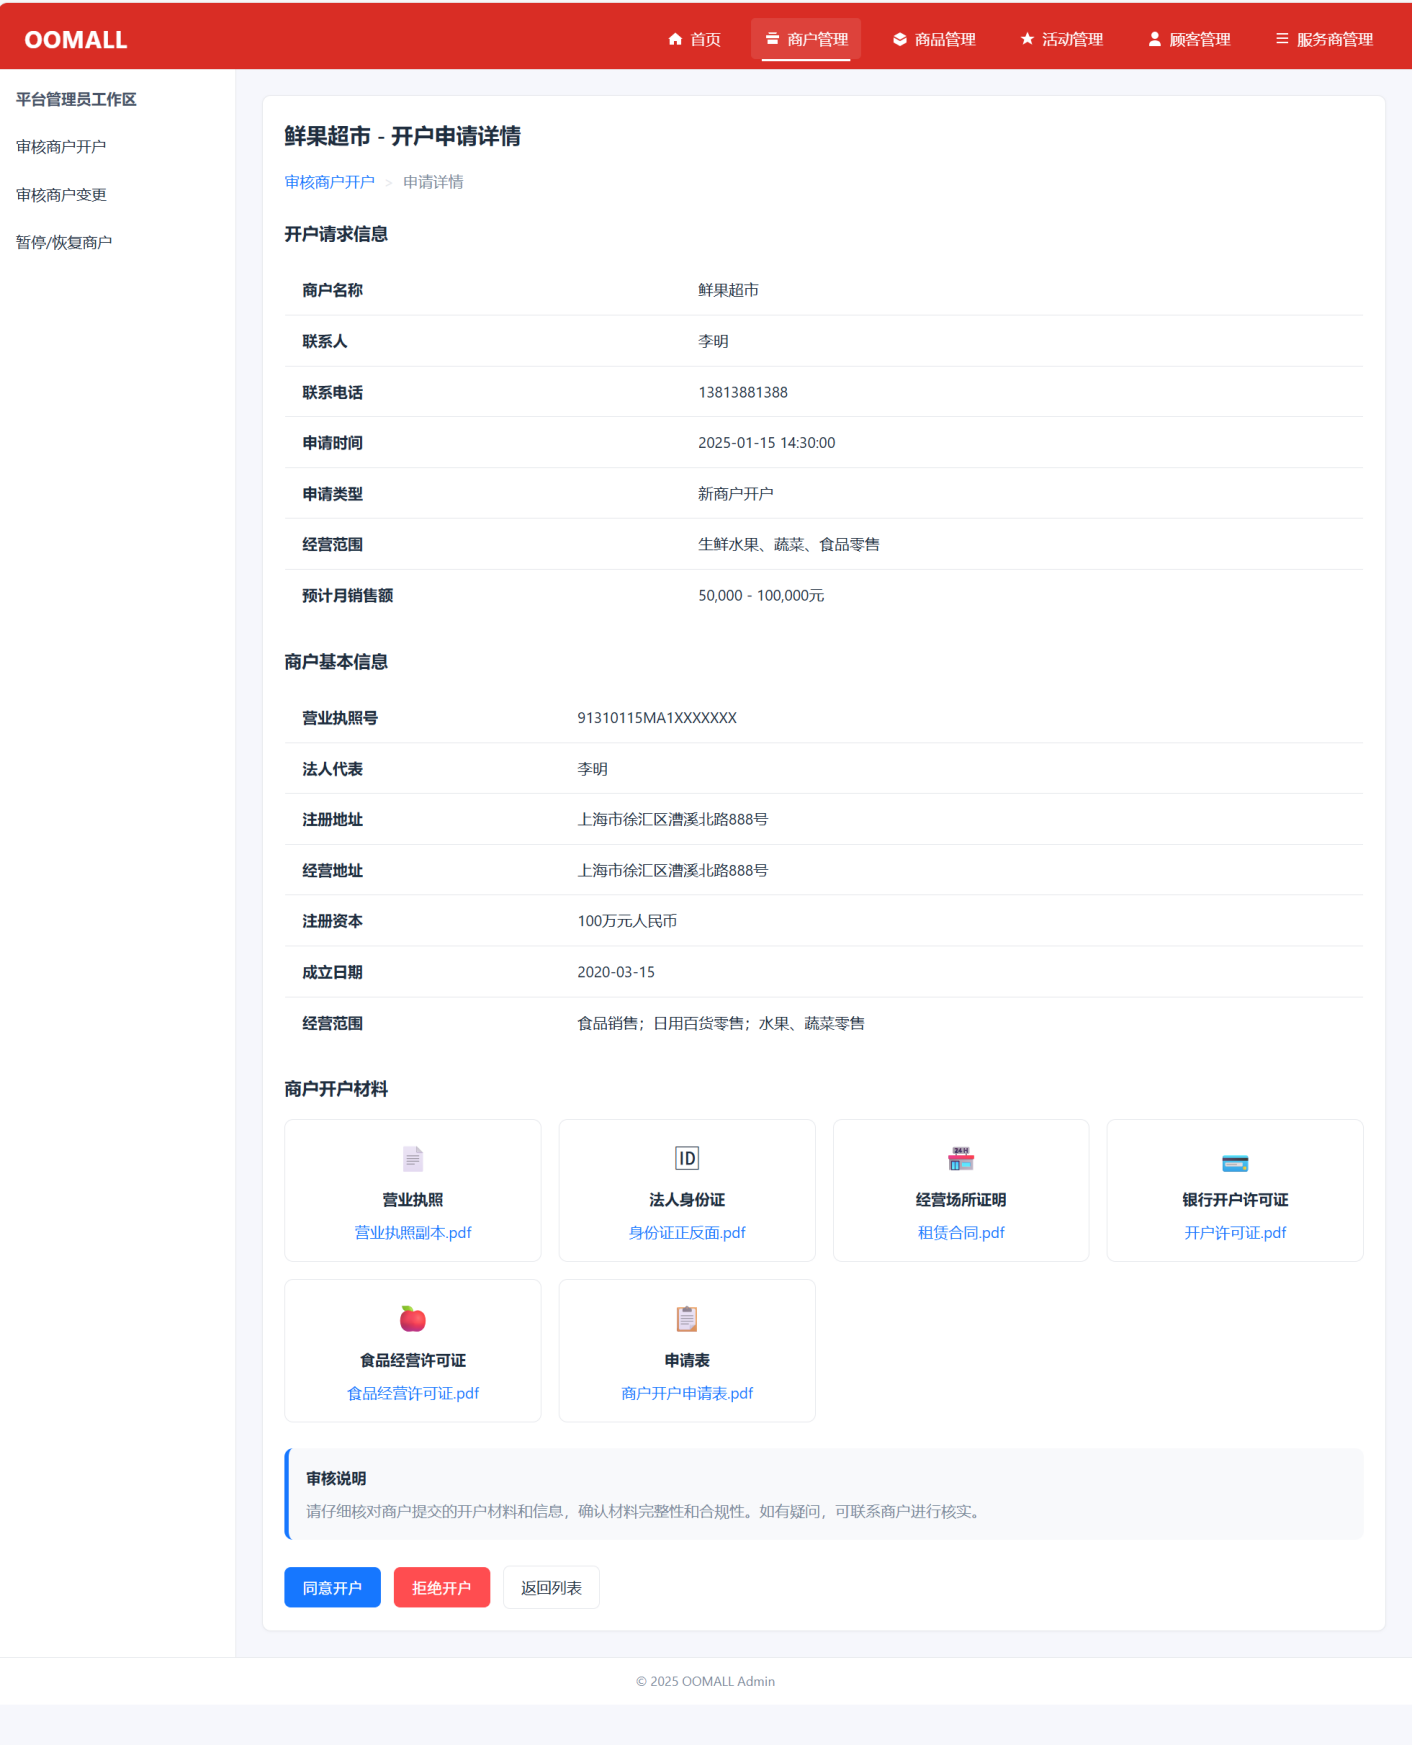 OOMALL
首页
商户管理
商品管理
活动管理
顾客管理
服务商管理
平台管理员工作区
审核商户开户
审核商户变更
暂停/恢复商户
鲜果超市 - 开户申请详情
审核商户开户 > 申请详情
开户请求信息
商户名称 鲜果超市
联系人 李明
联系电话 13813881388
申请时间 2025-01-15 14:30:00
申请类型 新商户开户
经营范围 生鲜水果、蔬菜、食品零售
预计月销售额 50,000 - 100,000元
商户基本信息
营业执照号 91310115MA1XXXXXXX
法人代表 李明
注册地址 上海市徐汇区漕溪北路888号
经营地址 上海市徐汇区漕溪北路888号
注册资本 100万元人民币
成立日期 2020-03-15
经营范围 食品销售；日用百货零售；水果、蔬菜零售
商户开户材料
ID
24H
营业执照 法人身份证 经营场所证明 银行开户许可证
营业执照副本.pdf 身份证正反面.pdf 租赁合同.pdf 开户许可证.pdf
食品经营许可证 申请表
食品经营许可证.pdf 商户开户申请表.pdf
审核说明
请仔细核对商户提交的开户材料和信息，确认材料完整性和合规性。如有疑问，可联系商户进行核实。
同意开户 拒绝开户 返回列表
© 2025 OOMALL Admin